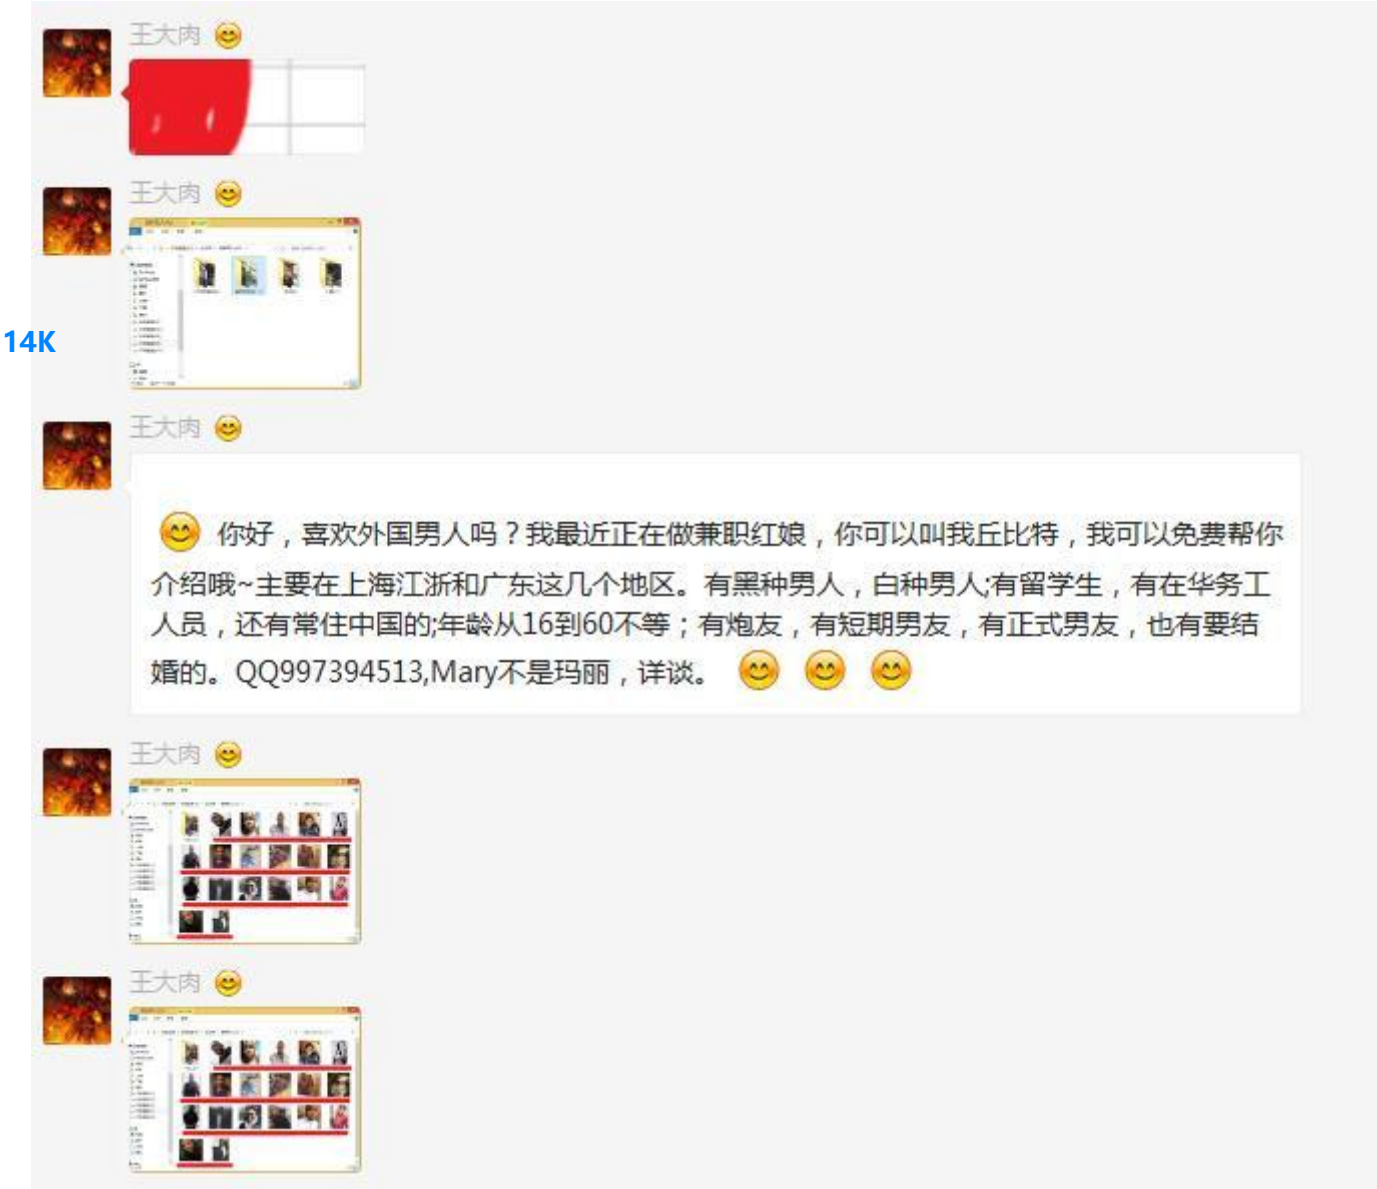 王大肉
王大肉
14K
王大肉
你好，喜欢外国男人吗？我最近正在做兼职红娘，你可以叫我丘比特，我可以免费帮你
介绍哦~主要在上海江浙和广东这几个地区。有黑种男人，白种男人;有留学生，有在华务工
人员，还有常住中国的;年龄从16到60不等；有炮友，有短期男友，有正式男友，也有要结
婚的。QQ997394513,Mary不是玛丽，详谈。
王大肉
王大肉